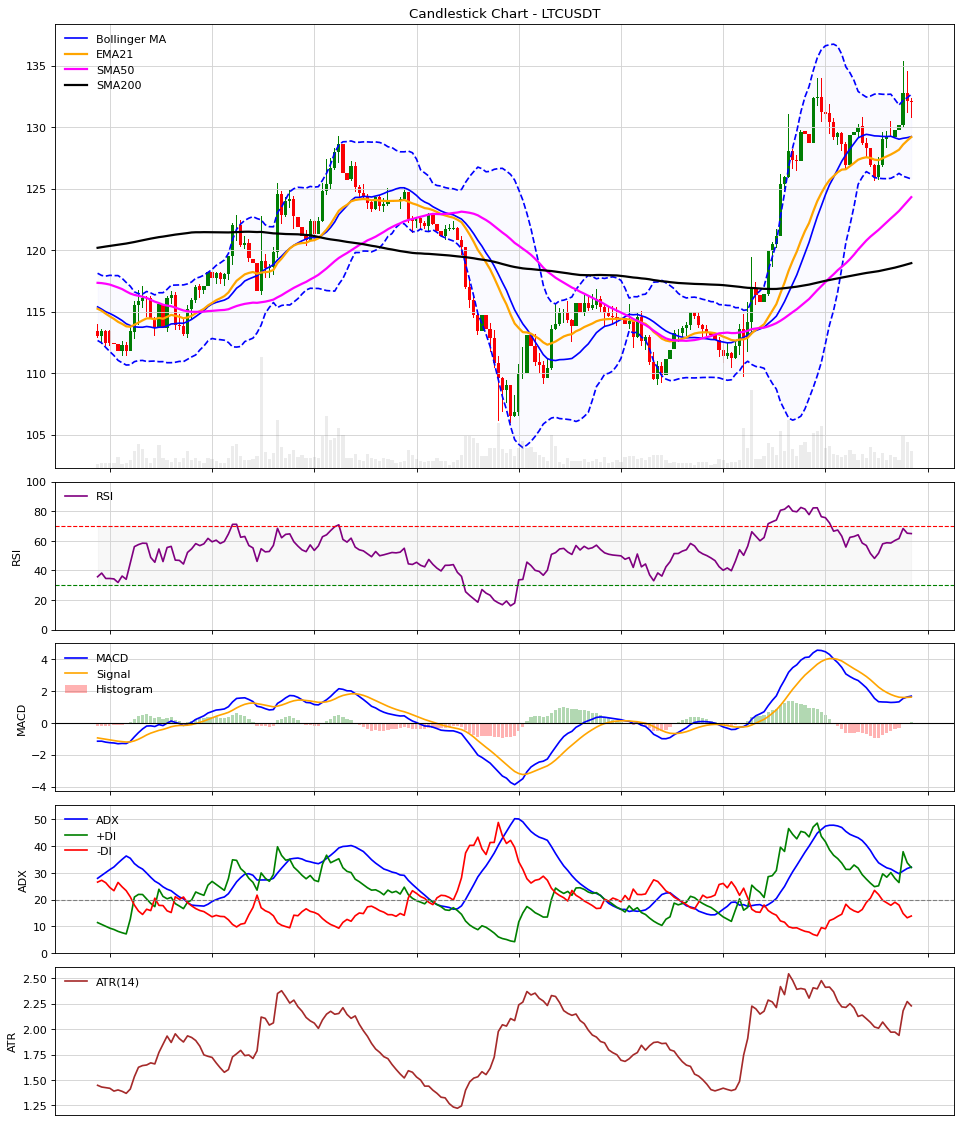 Candlestick Chart - LTCUSDT
Bollinger MA
EMA21
SMA50
SMA200
135
130
125
120
115
110
105
RSI
RSI
100
80
60
40
20
0
MACD
Signal
Histogram
MACD
4
2
0
−2
−4
ADX
+DI
-DI
ADX
50
40
30
20
10
0
ATR(14)
ATR
2.50
2.25
2.00
1.75
1.50
1.25